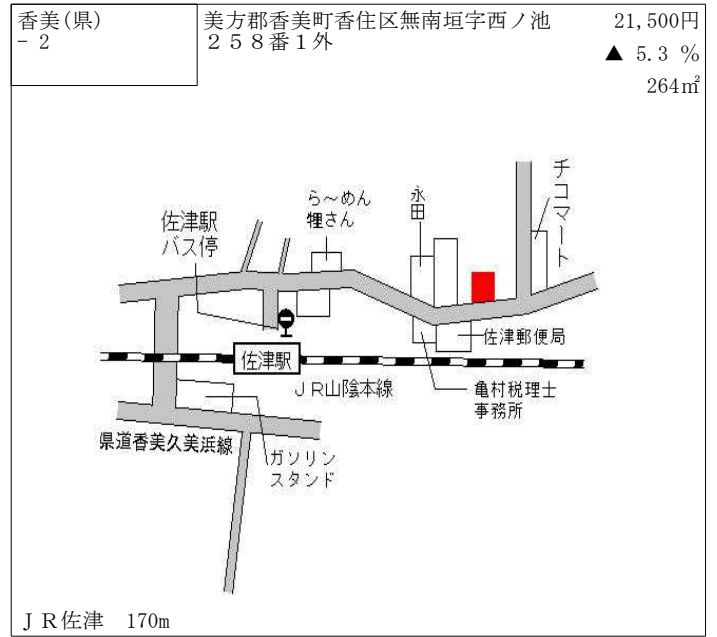 香美(県)
- 2
美方郡香美町香住区無南垣字西ノ池
２５８番１外
21,500円
▲ 5.3 %
264㎡
チコマート
ら～めん
狸さん
永田
佐津駅
バス停
佐津郵便局
佐津駅
ＪＲ山陰本線
亀村税理士
事務所
県道香美久美浜線
ガソリン
スタンド
ＪＲ佐津　170m